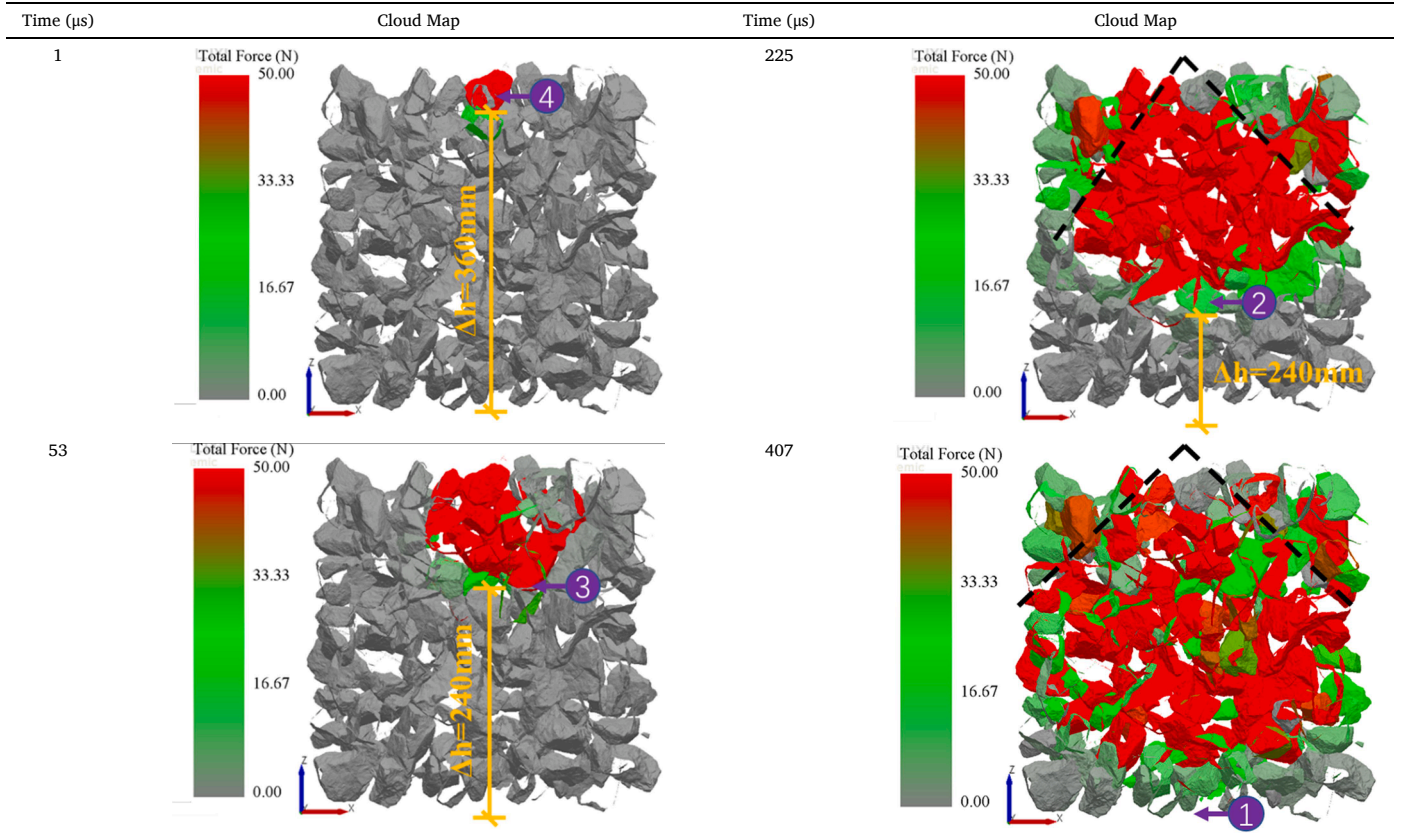 Time (μs) Cloud Map Time (μs) Cloud Map
1
Total Force (N)
50.00
33.33
16.67
0.00
4
Δh=360mm
z
x
225
Total Force (N)
50.00
33.33
16.67
0.00
2
Δh=240mm
z
x
53
Total Force (N)
50.00
33.33
16.67
0.00
3
Δh=240mm
z
x
407
Total Force (N)
50.00
33.33
16.67
0.00
1
z
x